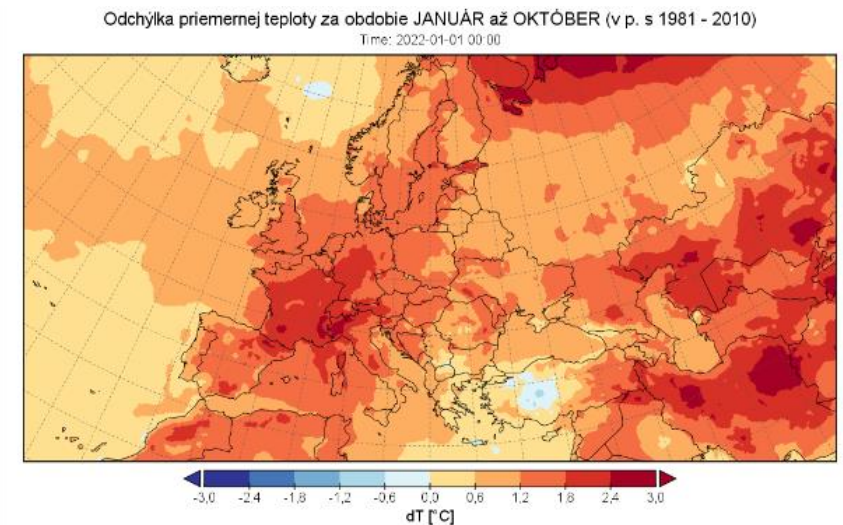 Odchýlka priemernej teploty za obdobie JANUÁR až OKTÓBER (v p. s 1981 - 2010)
Time: 2022-01-01 00:00
-3,0 -2,4 -1,8 -1,2 -0,6 0,0 0,6 1,2 1,8 2,4 3,0
dT [°C]